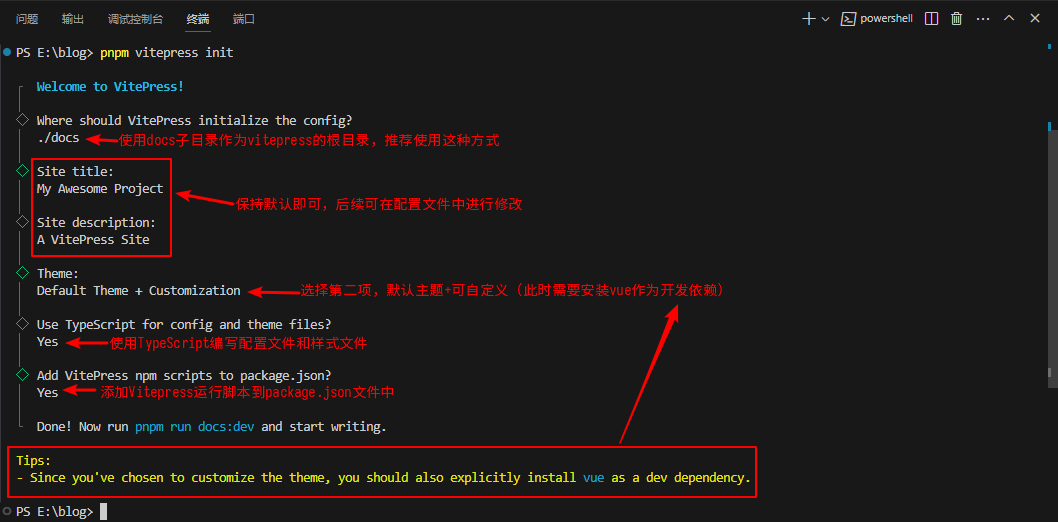 问题 输出 调试控制台 终端 端口 powershell
PS E:\blog> pnpm vitepress init
Welcome to VitePress!
Where should VitePress initialize the config?
./docs 使用docs子目录作为vitepress的根目录，推荐使用这种方式
Site title:
My Awesome Project
保持默认即可，后续可在配置文件中进行修改
Site description:
A VitePress Site
Theme:
Default Theme + Customization 选择第二项，默认主题+可自定义（此时需要安装vue作为开发依赖）
Use TypeScript for config and theme files?
Yes 使用TypeScript编写配置文件和样式文件
Add VitePress npm scripts to package.json?
Yes 添加Vitepress运行脚本到package.json文件中
Done! Now run pnpm run docs:dev and start writing.
Tips:
- Since you've chosen to customize the theme, you should also explicitly install vue as a dev dependency.
PS E:\blog>